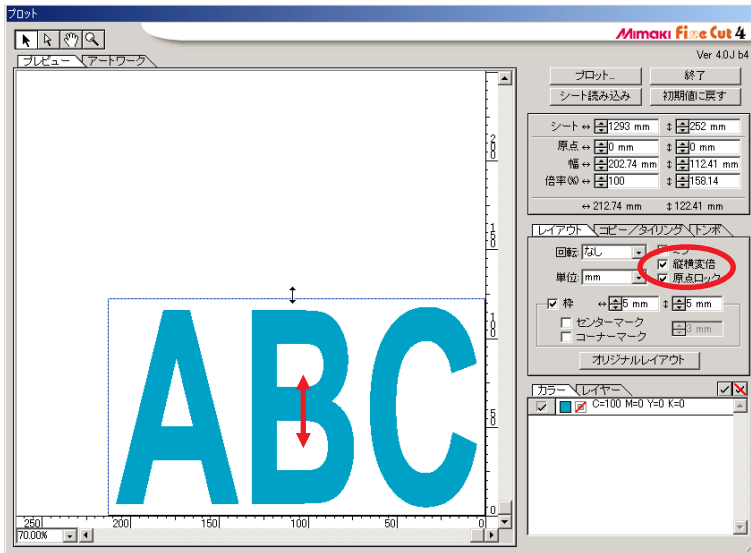 プロット
Mimaki Fine Cut 4
Ver 4.0J b4
プレビュー アートワーク
プロット... 終了
シート読み込み 初期値に戻す
シート 1293 mm 252 mm
原点 0 mm 0 mm
幅 202.74 mm 112.41 mm
倍率(%) 100 158.14
212.74 mm 122.41 mm
レイアウト コピー/タイリング トンボ
回転: なし ミラー
縦横変倍
単位: mm 原点ロック
枠 5 mm 5 mm
センターマーク 3 mm
コーナーマーク
オリジナルレイアウト
カラー レイヤー
C=100 M=0 Y=0 K=0
ABC
200
150
100
50
0
250 200 150 100 50 0
70.00%